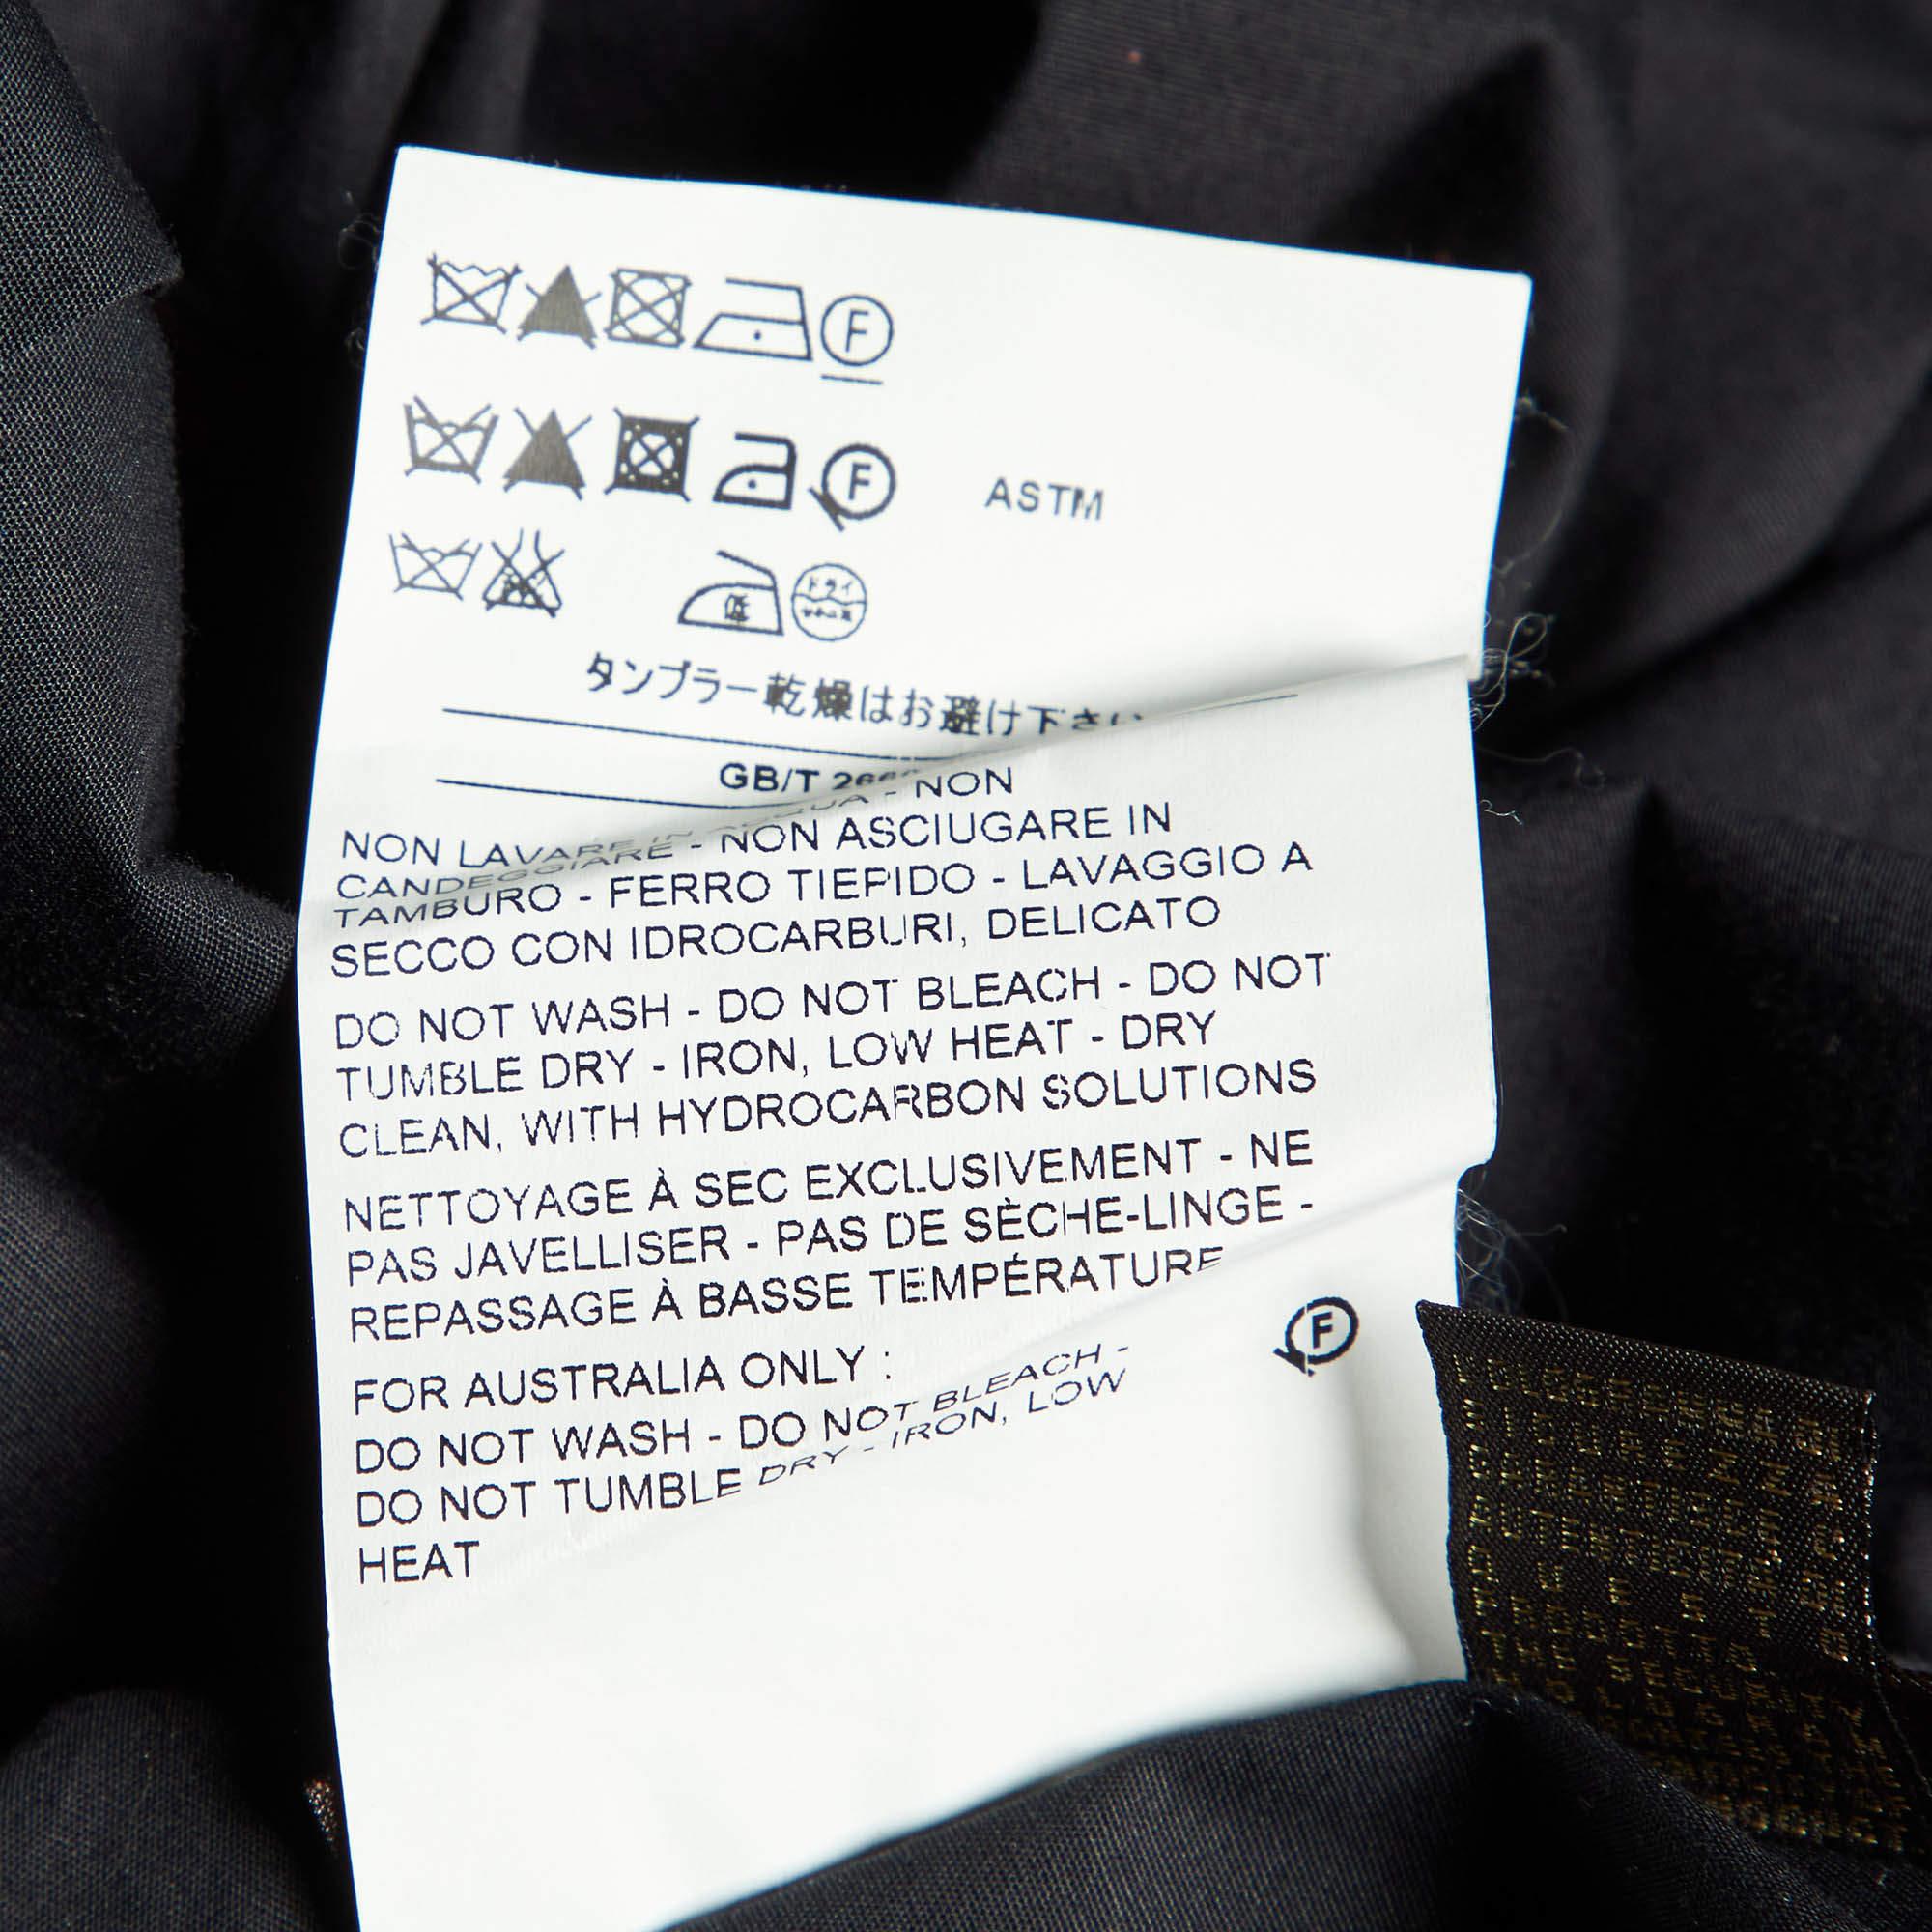 F
F ASTM
ドライ
タンブラー乾燥はお避け下さい
GB/T
NON LAVARE IN ACQUA - NON
CANDEGGIARE - NON ASCIUGARE IN
TAMBURO - FERRO TIEPIDO - LAVAGGIO A
SECCO CON IDROCARBURI, DELICATO
DO NOT WASH - DO NOT BLEACH - DO NOT
TUMBLE DRY - IRON, LOW HEAT - DRY
CLEAN, WITH HYDROCARBON SOLUTIONS
NETTOYAGE À SEC EXCLUSIVEMENT - NE
PAS JAVELLISER - PAS DE SÈCHE-LINGE -
REPASSAGE À BASSE TEMPÉRATURE
F
FOR AUSTRALIA ONLY :
DO NOT WASH - DO NOT BLEACH -
DO NOT TUMBLE DRY - IRON, LOW
HEAT